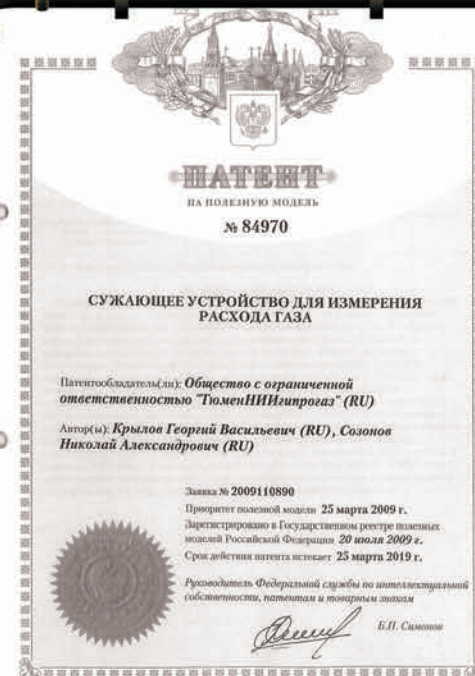 ПАТЕНТ
НА ПОЛЕЗНУЮ МОДЕЛЬ
№ 84970
СУЖАЮЩЕЕ УСТРОЙСТВО ДЛЯ ИЗМЕРЕНИЯ
РАСХОДА ГАЗА
Патентообладатель(ли): Общество с ограниченной
ответственностью "ТюменНИИгипрогаз" (RU)
Автор(ы): Крылов Георгий Васильевич (RU), Созонов
Николай Александрович (RU)
Заявка № 2009110890
Приоритет полезной модели 25 марта 2009 г.
Зарегистрировано в Государственном реестре полезных
моделей Российской Федерации 20 июля 2009 г.
Срок действия патента истекает 25 марта 2019 г.
Руководитель Федеральной службы по интеллектуальной
собственности, патентам и товарным знакам
Б.П. Симонов